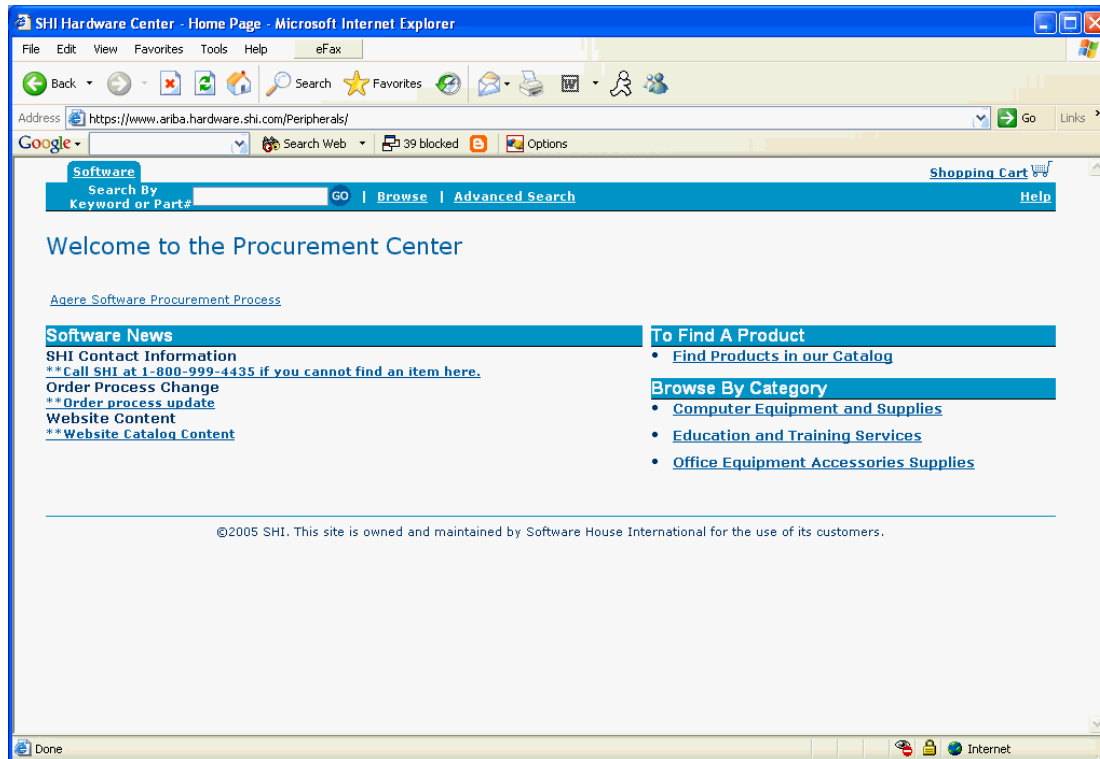 SHI Hardware Center - Home Page - Microsoft Internet Explorer
File Edit View Favorites Tools Help eFax
Back Search Favorites
Address https://www.ariba.hardware.shi.com/Peripherals/ Go Links
Google Search Web 39 blocked Options
Software Shopping Cart
Search By
Keyword or Part# GO | Browse | Advanced Search Help
Welcome to the Procurement Center
Agere Software Procurement Process
Software News
SHI Contact Information
**Call SHI at 1-800-999-4435 if you cannot find an item here.
Order Process Change
**Order process update
Website Content
**Website Catalog Content
To Find A Product
• Find Products in our Catalog
Browse By Category
• Computer Equipment and Supplies
• Education and Training Services
• Office Equipment Accessories Supplies
©2005 SHI. This site is owned and maintained by Software House International for the use of its customers.
Done Internet